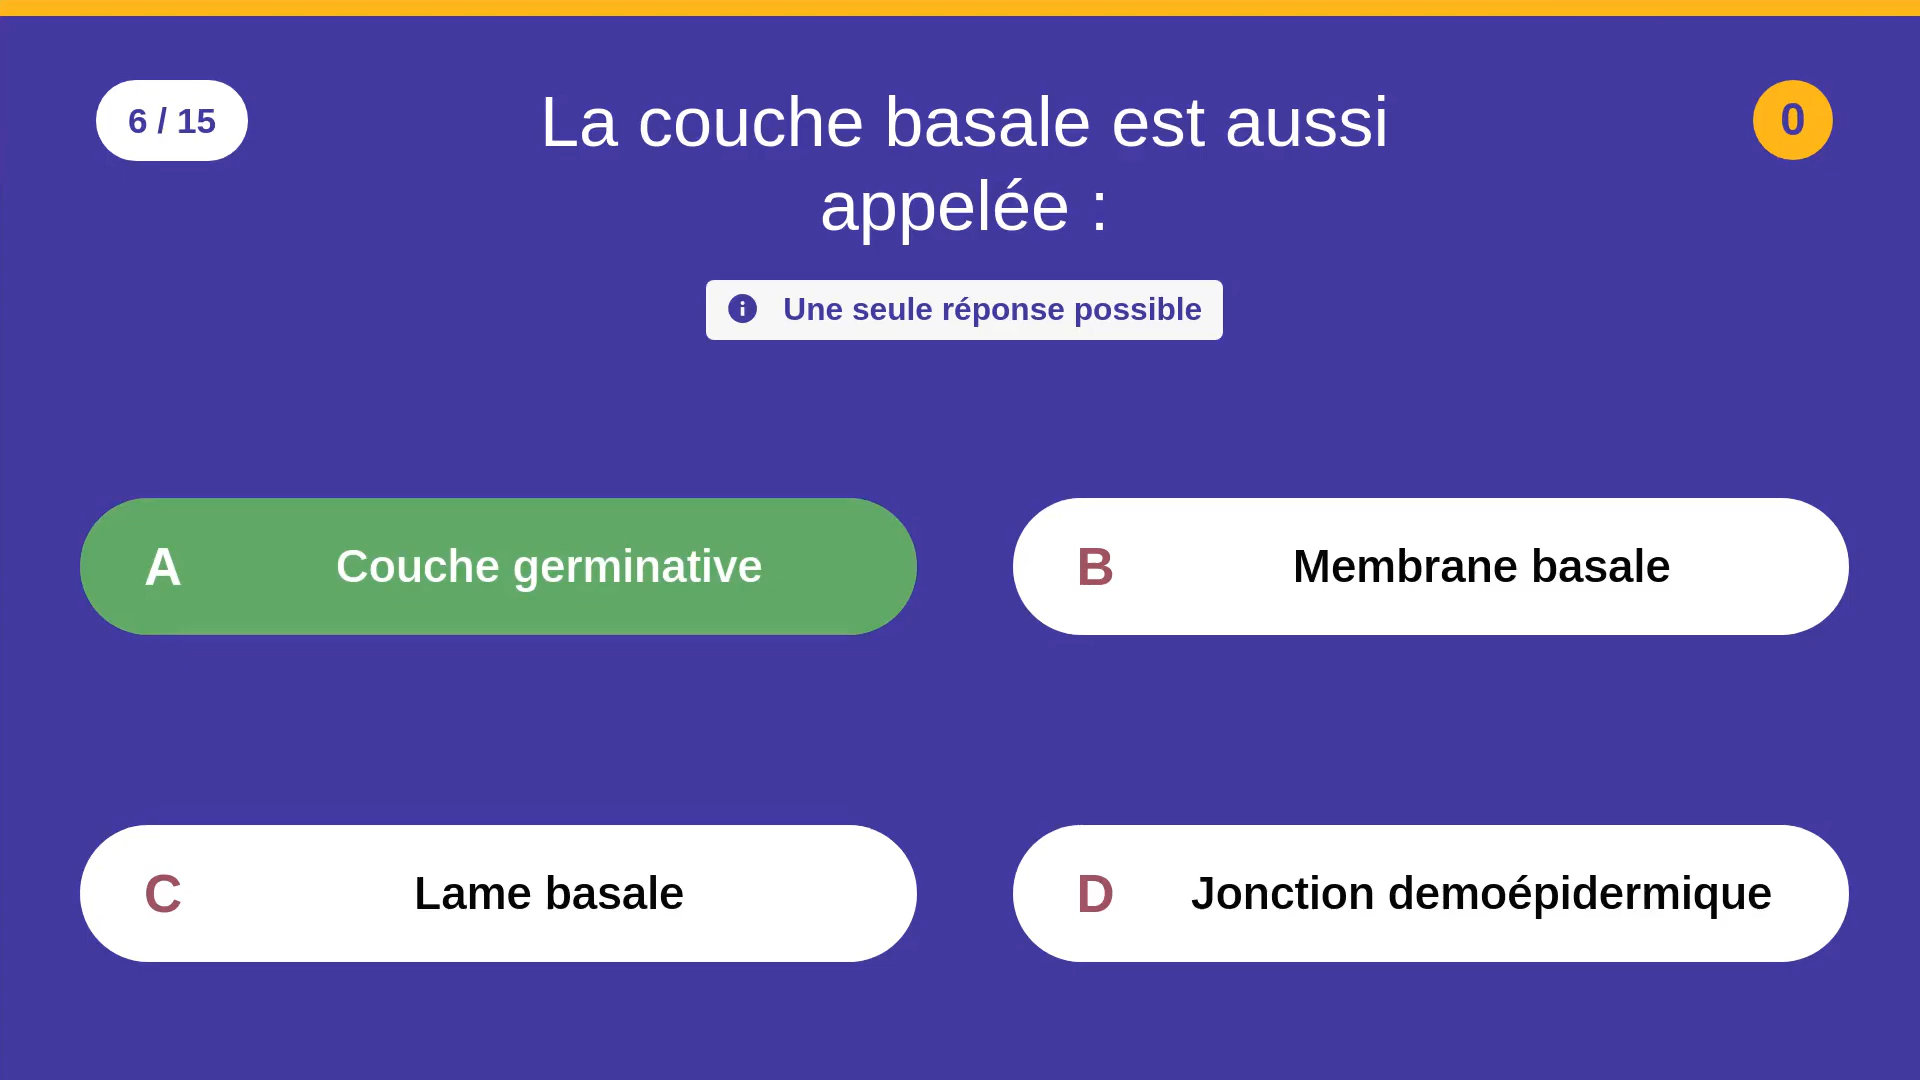 6 / 15
La couche basale est aussi
appelée :
0
Une seule réponse possible
A Couche germinative
B Membrane basale
C Lame basale
D Jonction demoépidermique